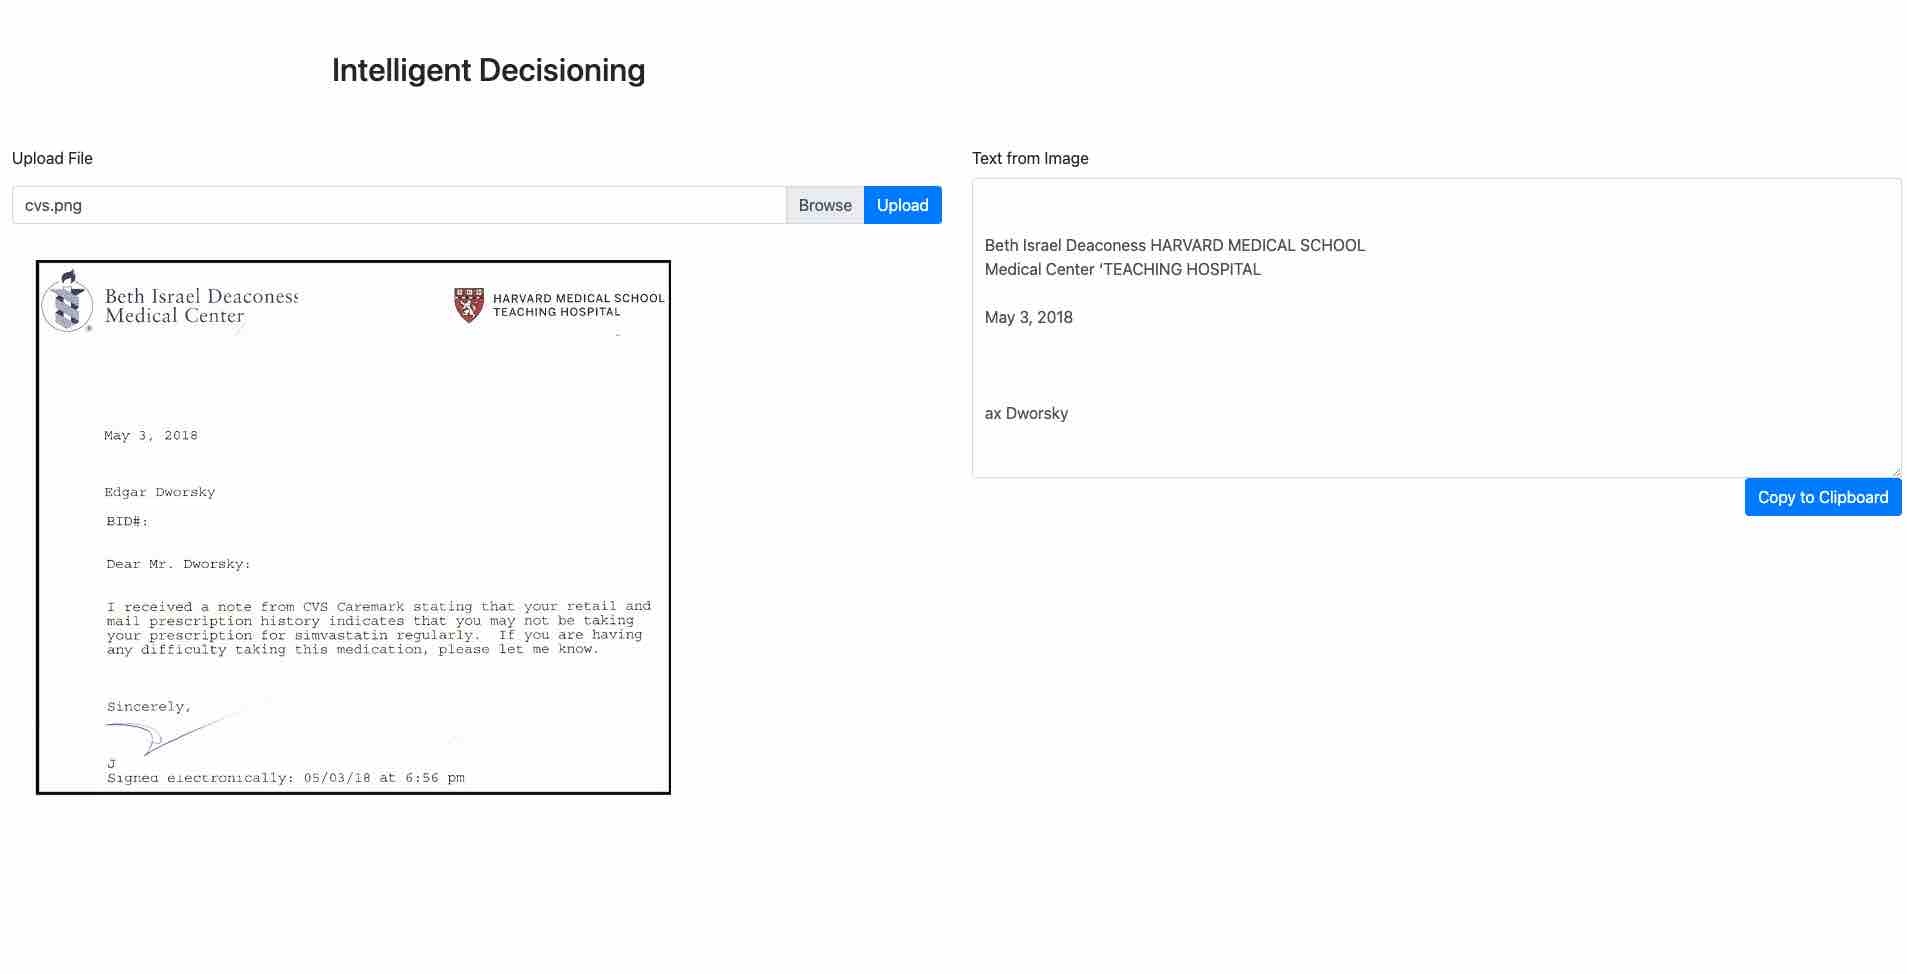 Intelligent Decisioning
Upload File
cvs.png
Browse
Upload
Beth Israel Deaconess
Medical Center
®
HARVARD MEDICAL SCHOOL
TEACHING HOSPITAL
May 3, 2018
Edgar Dworsky
BID#:
Dear Mr. Dworsky:
I received a note from CVS Caremark stating that your retail and
mail prescription history indicates that you may not be taking
your prescription for simvastatin regularly.  If you are having
any difficulty taking this medication, please let me know.
Sincerely,
J
Signed electronically: 05/03/18 at 6:56 pm
Text from Image
Beth Israel Deaconess HARVARD MEDICAL SCHOOL
Medical Center ‘TEACHING HOSPITAL
May 3, 2018
ax Dworsky
Copy to Clipboard